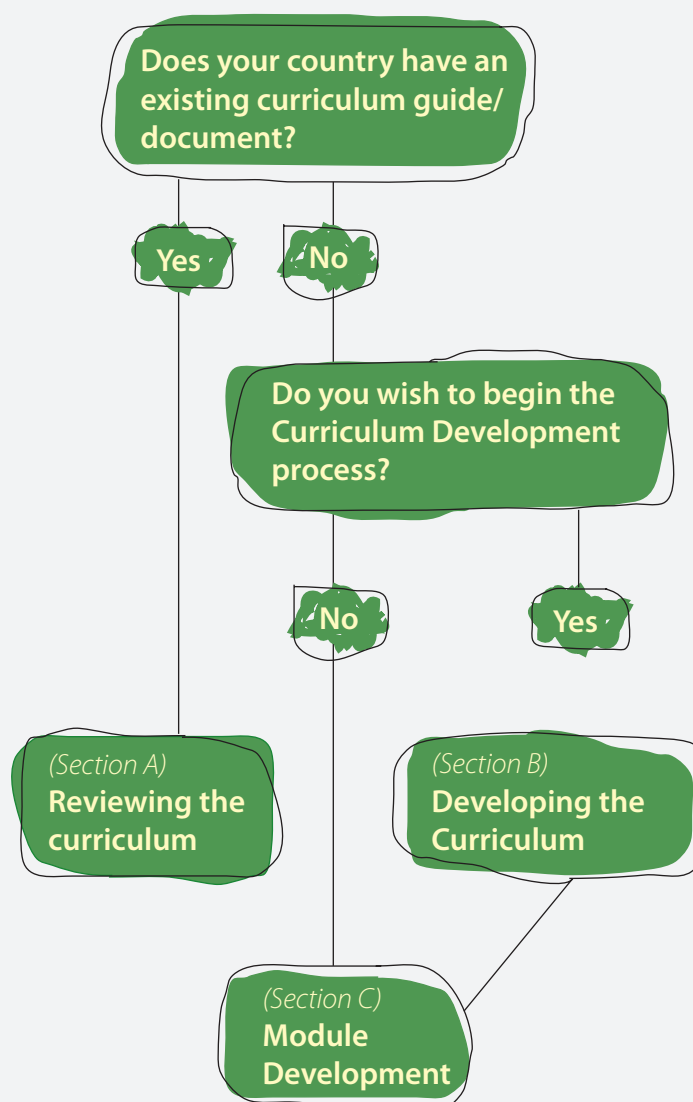 Does your country have an
existing curriculum guide/
document?
Yes
No
Do you wish to begin the
Curriculum Development
process?
No
Yes
(Section A)
Reviewing the
curriculum
(Section B)
Developing the
Curriculum
(Section C)
Module
Development